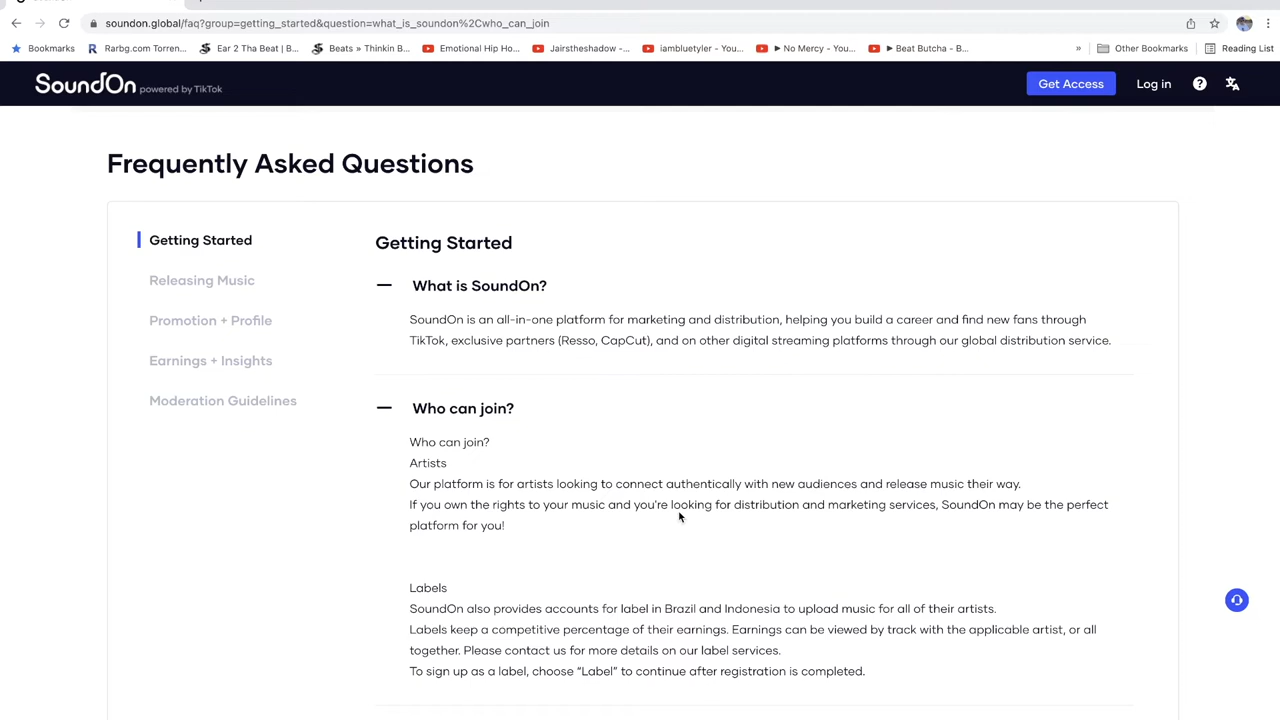 soundon.global/faq?group=getting_started&question=what_is_soundon%2Cwho_can_join
Bookmarks
Rarbg.com Torren...
Ear 2 Tha Beat | B...
Beats » Thinkin B...
Emotional Hip Ho...
Jairstheshadow -...
iambluetyler - You...
► No Mercy - You...
► Beat Butcha - B...
»
Other Bookmarks
Reading List
SoundOn powered by TikTok
Get Access
Log in
Frequently Asked Questions
Getting Started
Releasing Music
Promotion + Profile
Earnings + Insights
Moderation Guidelines
Getting Started
What is SoundOn?
SoundOn is an all-in-one platform for marketing and distribution, helping you build a career and find new fans through
TikTok, exclusive partners (Resso, CapCut), and on other digital streaming platforms through our global distribution service.
Who can join?
Who can join?
Artists
Our platform is for artists looking to connect authentically with new audiences and release music their way.
If you own the rights to your music and you're looking for distribution and marketing services, SoundOn may be the perfect
platform for you!
Labels
SoundOn also provides accounts for label in Brazil and Indonesia to upload music for all of their artists.
Labels keep a competitive percentage of their earnings. Earnings can be viewed by track with the applicable artist, or all
together. Please contact us for more details on our label services.
To sign up as a label, choose “Label” to continue after registration is completed.